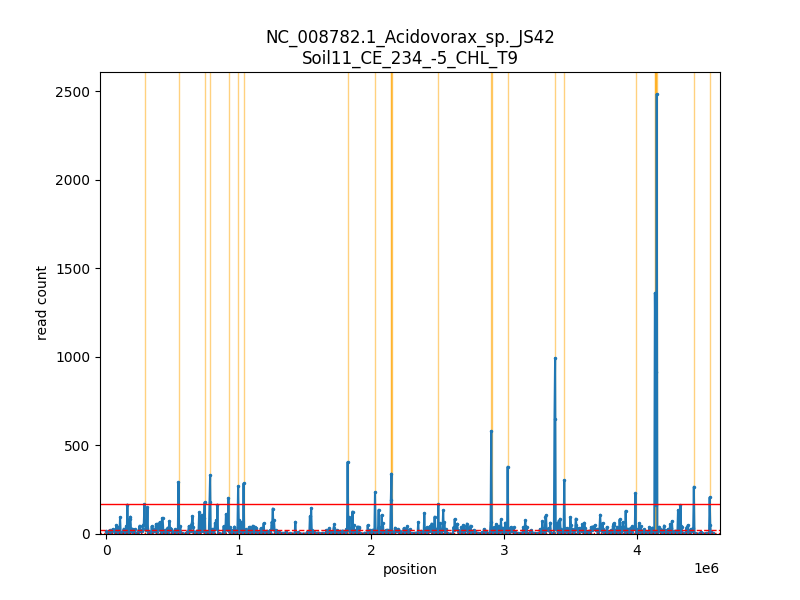 NC_008782.1_Acidovorax_sp._JS42
Soil11_CE_234_-5_CHL_T9
2500
2000
1500
1000
500
0
read count
0
1
2
3
4
1e6
position